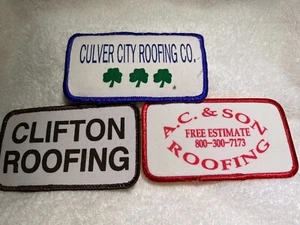 CULVER CITY ROOFING CO.
CLIFTON
ROOFING
A.C. & SON
FREE ESTIMATE
800-300-7173
ROOFING